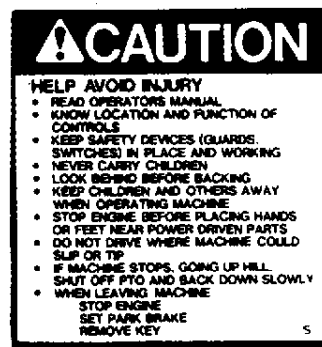 CAUTION
HELP AVOID INJURY
• READ OPERATORS MANUAL
• KNOW LOCATION AND FUNCTION OF
CONTROLS
• KEEP SAFETY DEVICES (GUARDS,
SWITCHES) IN PLACE AND WORKING
• NEVER CARRY CHILDREN
• LOOK BEHIND BEFORE BACKING
• KEEP CHILDREN AND OTHERS AWAY
WHEN OPERATING MACHINE
• STOP ENGINE BEFORE PLACING HANDS
OR FEET NEAR POWER DRIVEN PARTS
• DO NOT DRIVE WHERE MACHINE COULD
SLIP OR TIP
• IF MACHINE STOPS, GOING UP HILL,
SHUT OFF PTO AND BACK DOWN SLOWLY
• WHEN LEAVING MACHINE
STOP ENGINE
SET PARK BRAKE
REMOVE KEY
S